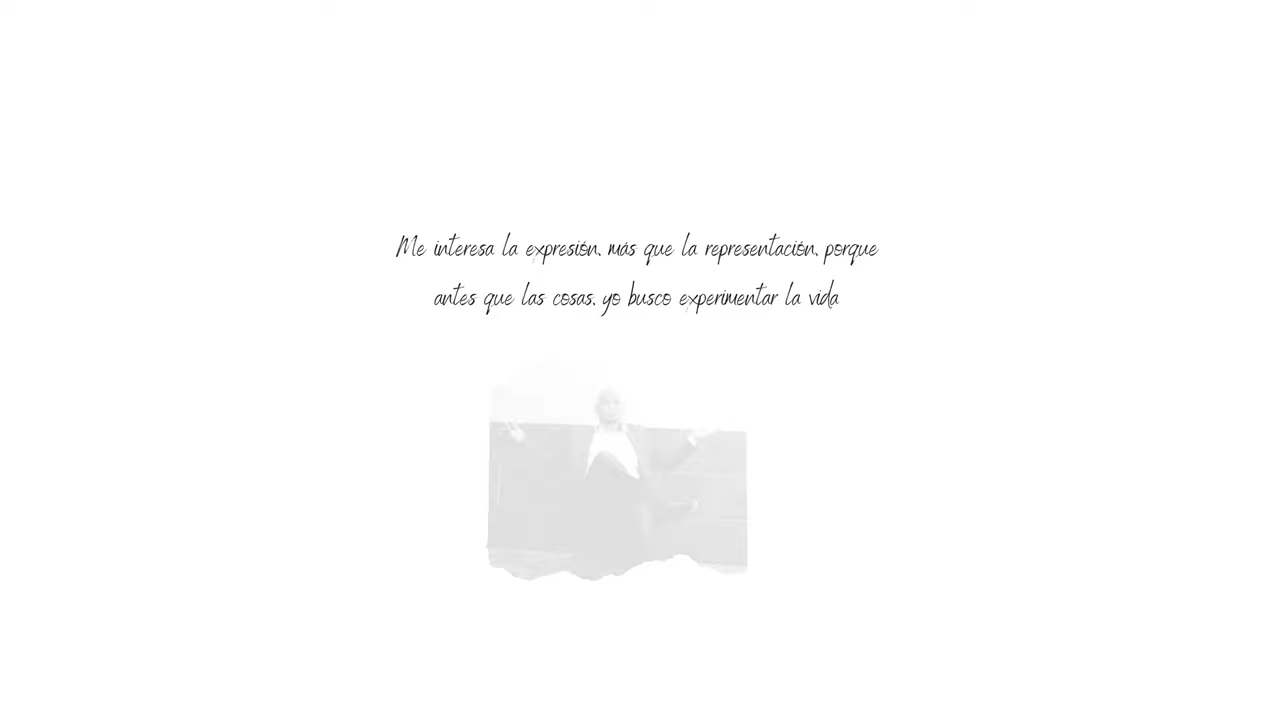 Me interesa la expresión, más que la representación, porque
antes que las cosas, yo busco experimentar la vida